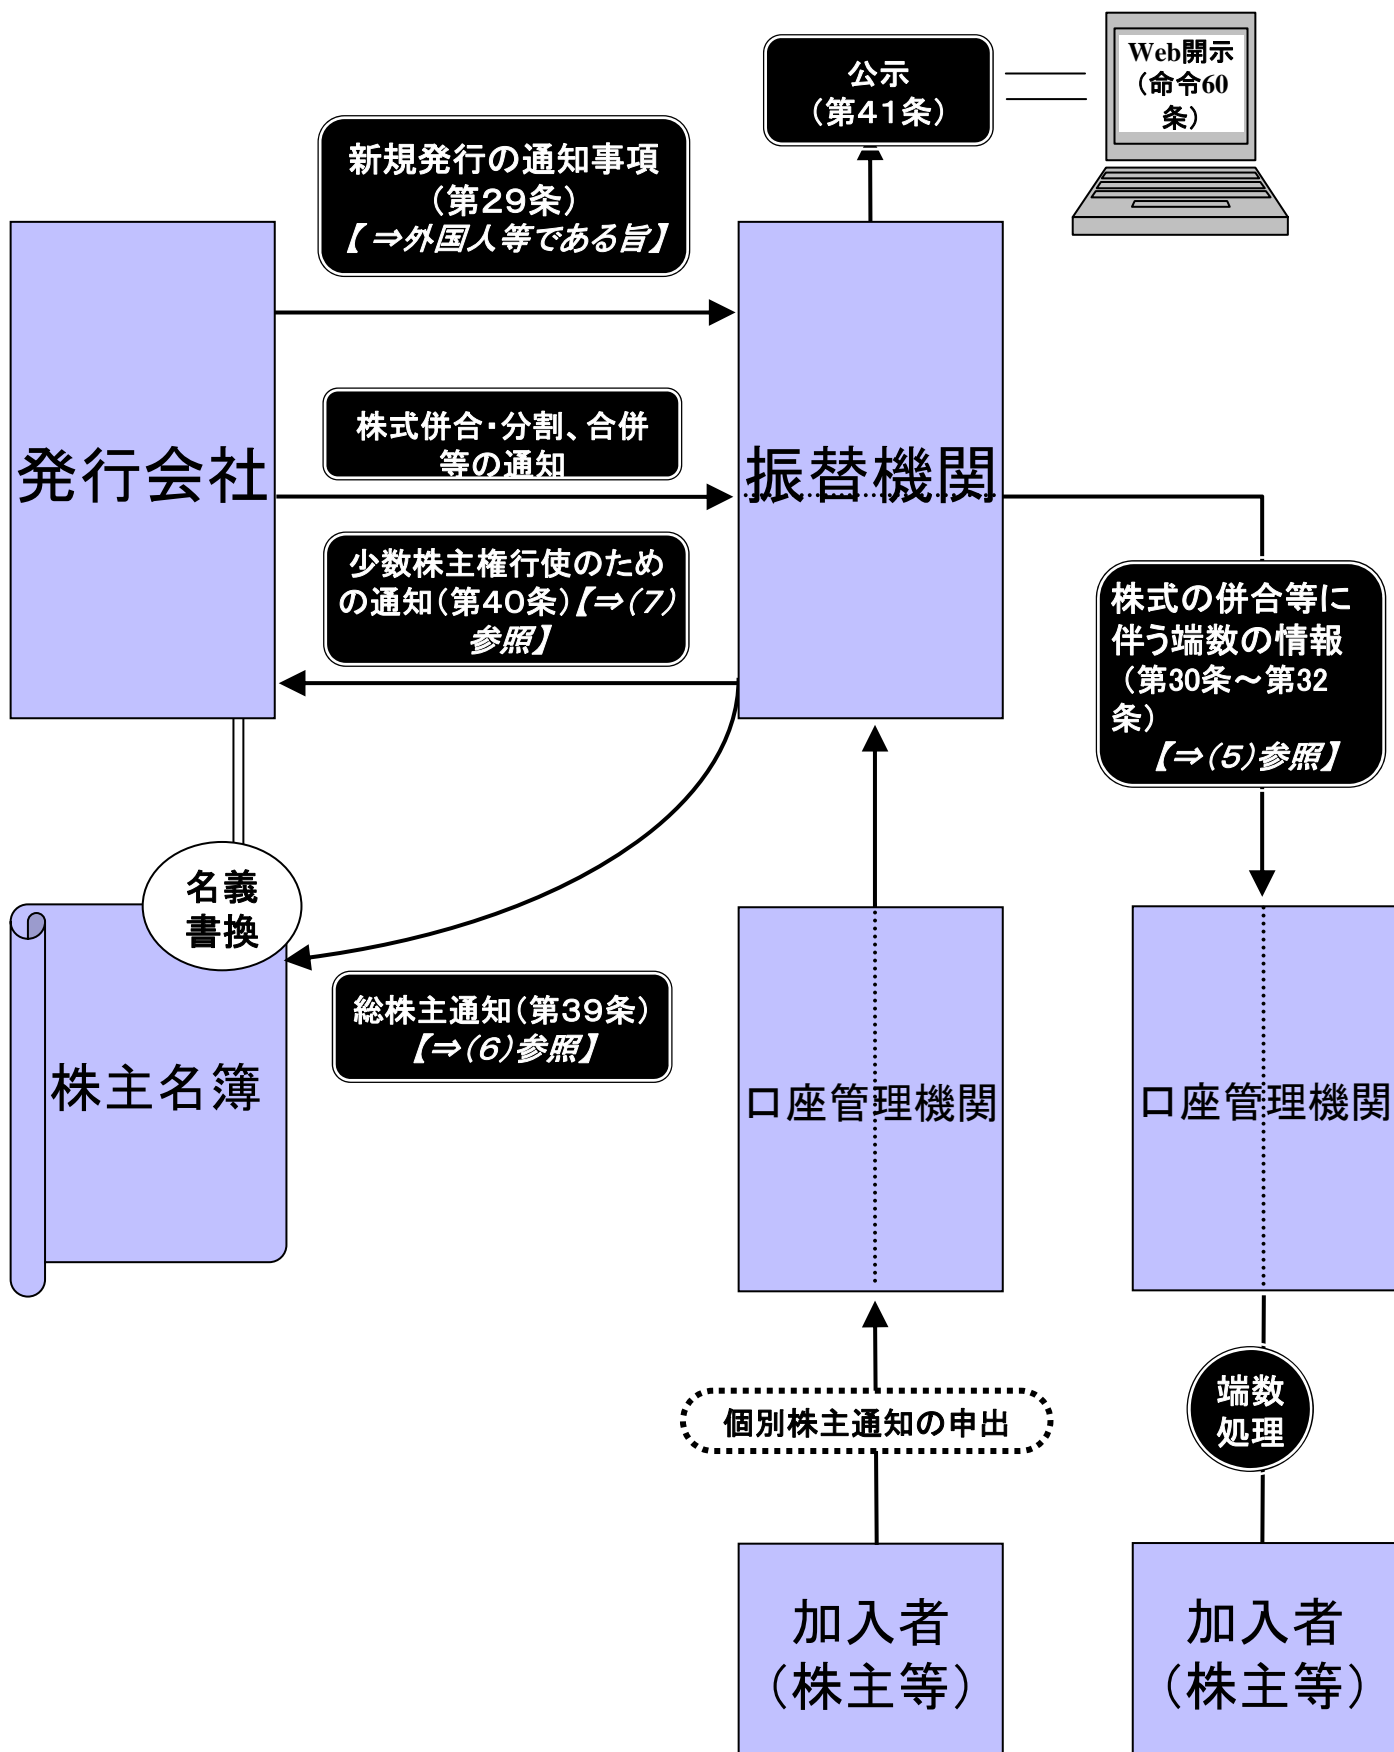 公示
（第４１条）
Web開示
（命令60
条）
新規発行の通知事項
（第２９条）
【⇒外国人等である旨】
発行会社
株式併合・分割、合併
等の通知
振替機関
少数株主権行使のため
の通知（第４０条）【⇒（７）
参照】
株式の併合等に
伴う端数の情報
（第30条～第32
条）
【⇒（５）参照】
名義
書換
株主名簿
総株主通知（第３９条）
【⇒（６）参照】
口座管理機関
口座管理機関
個別株主通知の申出
端数
処理
加入者
（株主等）
加入者
（株主等）